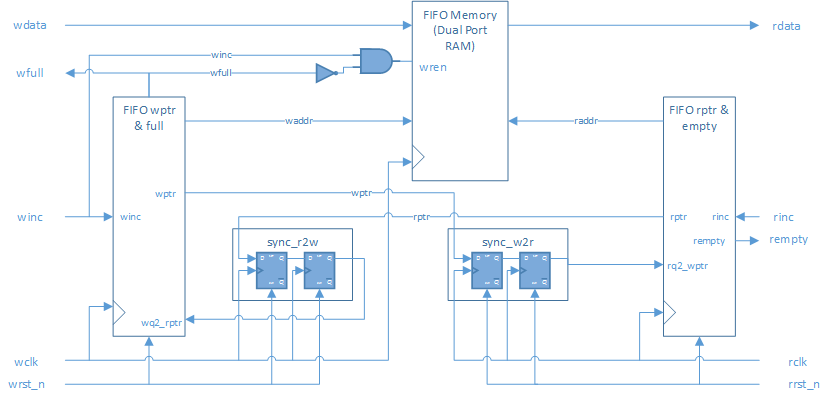 wdata
FIFO Memory
(Dual Port
RAM)
rdata
winc
wfull
wfull
wren
FIFO wptr
& full
FIFO rptr &
empty
waddr
raddr
wptr
wptr
winc
winc
rptr
rptr
rinc
rinc
rempty
rempty
sync_r2w
sync_w2r
rq2_wptr
wq2_rptr
wclk
rclk
wrst_n
rrst_n